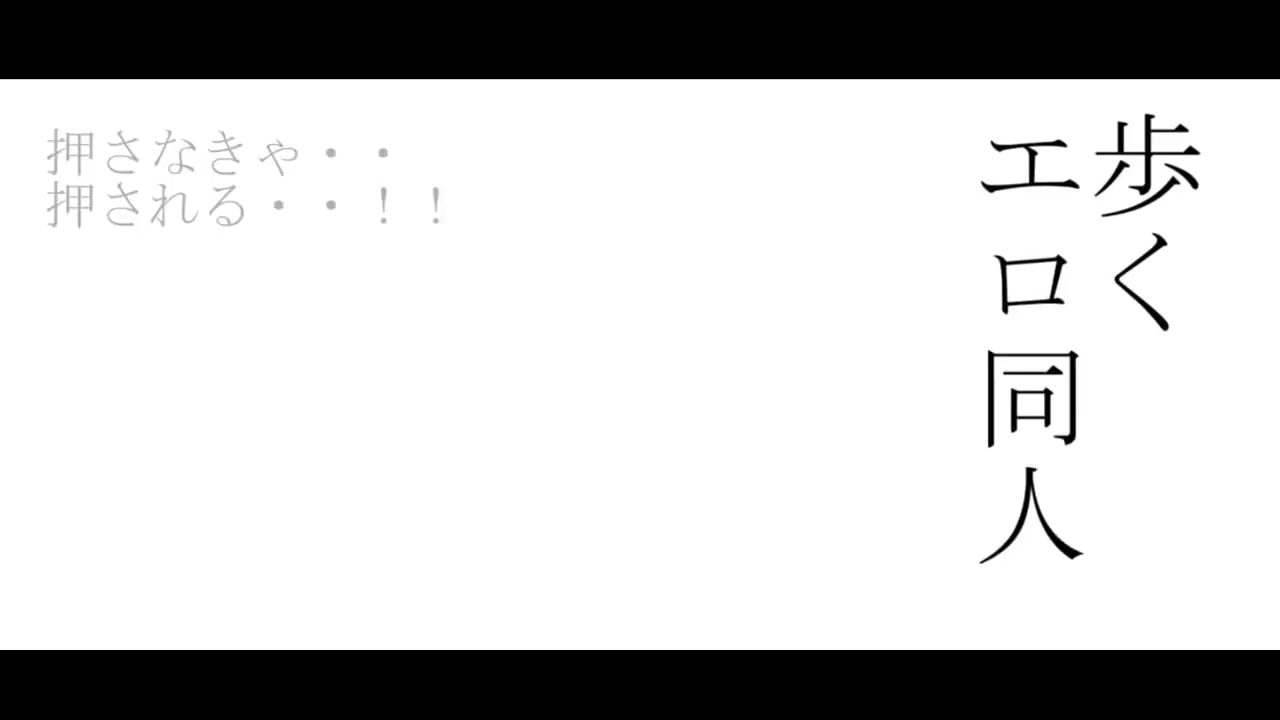 押さなきゃ・・
押される・・！！
歩く
エロ同人